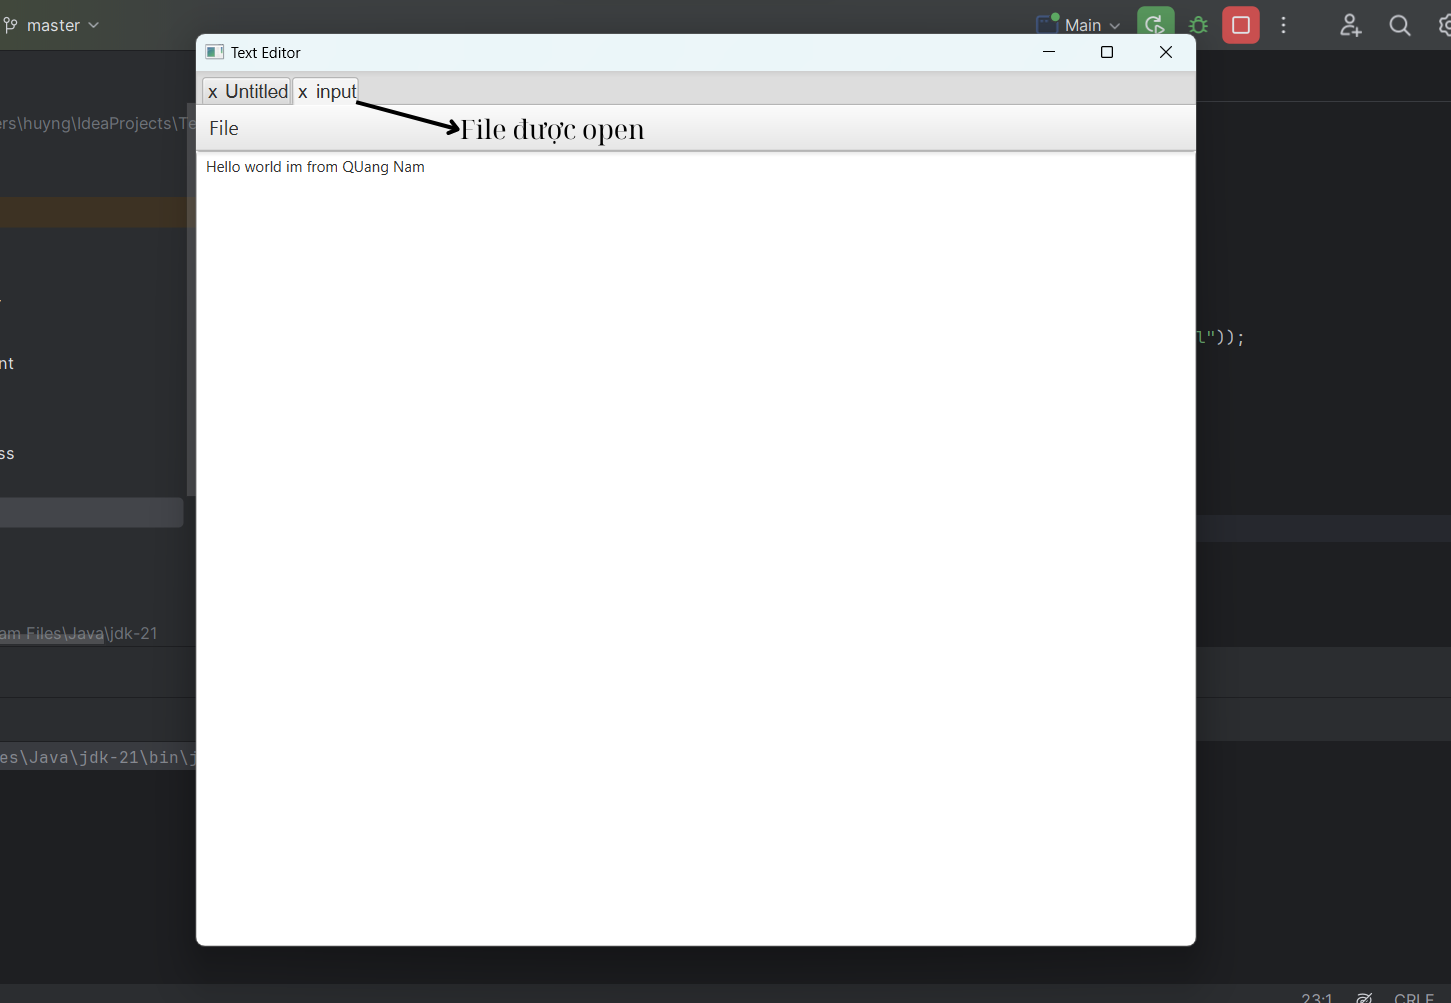 master
Main
Text Editor
x Untitled x input
ers\huyng\IdeaProjects\Te
File
File được open
Hello world im from QUang Nam
l"));
nt
ss
am Files\Java\jdk-21
es\Java\jdk-21\bin\j
23:1 CRLF